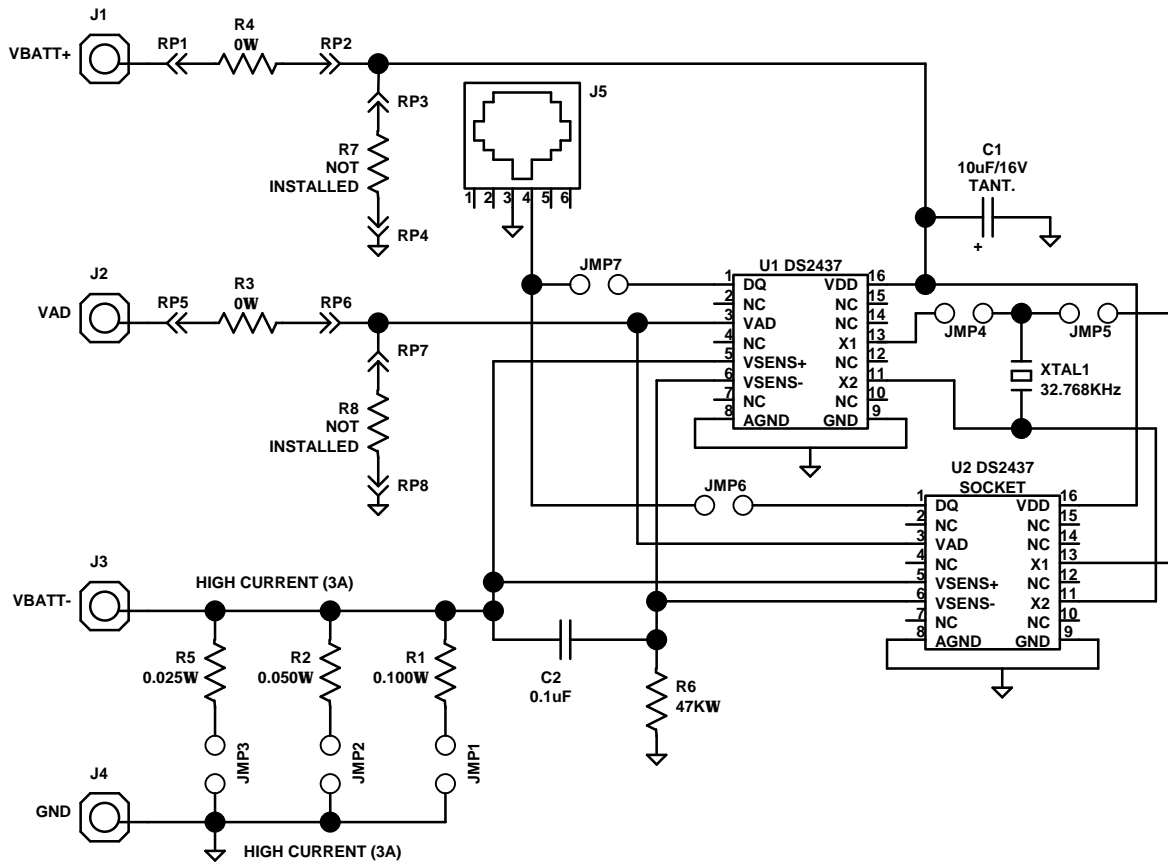 J1
VBATT+
RP1
R4
0W
RP2
RP3
R7
NOT
INSTALLED
RP4
J5
1 2 3 4 5 6
C1
10uF/16V
TANT.
+
J2
VAD
RP5
R3
0W
RP6
RP7
R8
NOT
INSTALLED
RP8
JMP7
U1 DS2437
1 DQ VDD 16
2 NC NC 15
3 VAD NC 14
4 NC X1 13
5 VSENS+ NC 12
6 VSENS- X2 11
7 NC NC 10
8 AGND GND 9
JMP4
JMP5
XTAL1
32.768KHz
JMP6
U2 DS2437
SOCKET
1 DQ VDD 16
2 NC NC 15
3 VAD NC 14
4 NC X1 13
5 VSENS+ NC 12
6 VSENS- X2 11
7 NC NC 10
8 AGND GND 9
J3
VBATT-
HIGH CURRENT (3A)
R5
0.025W
R2
0.050W
R1
0.100W
C2
0.1uF
R6
47KW
JMP3
JMP2
JMP1
J4
GND
HIGH CURRENT (3A)